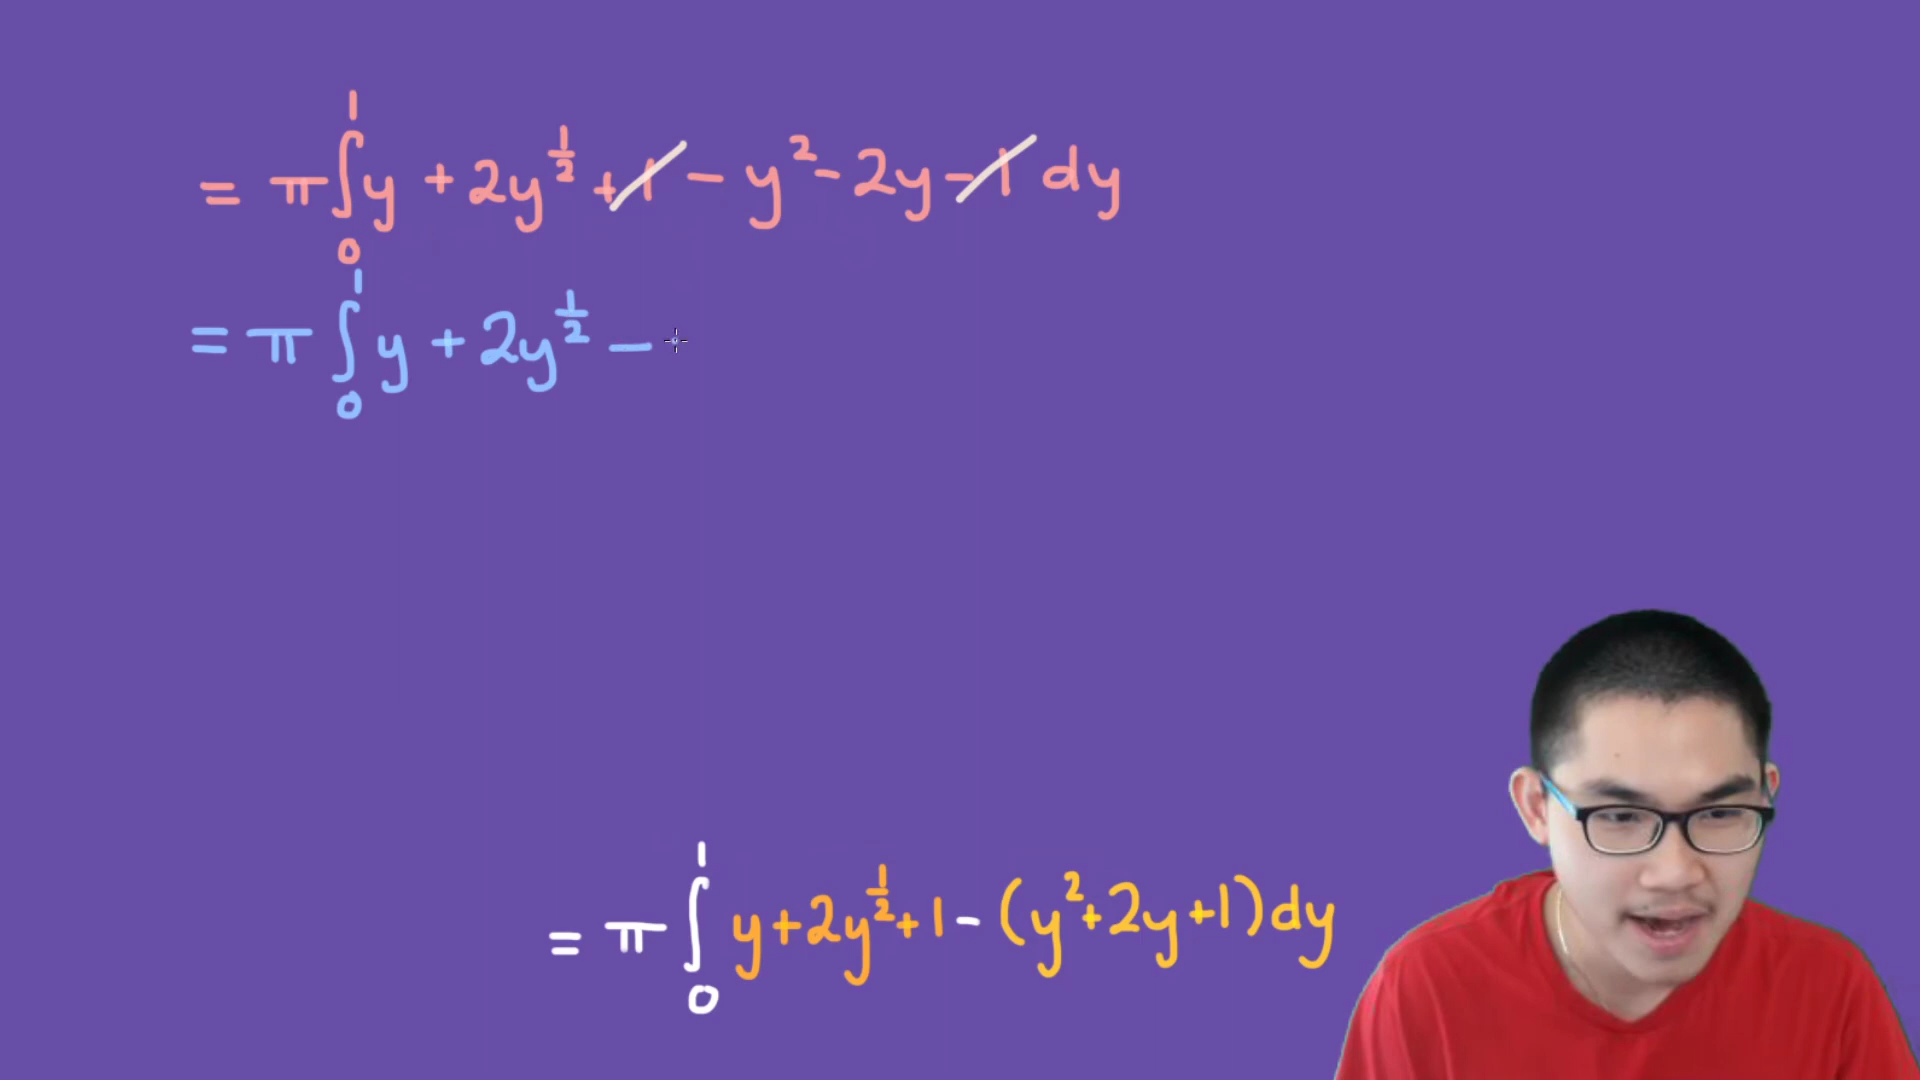 = π∫₀¹ y + 2y^½ + 1 - y² - 2y - 1 dy
= π∫₀¹ y + 2y^½ -
= π∫₀¹ y + 2y^½ + 1 - (y² + 2y + 1) dy